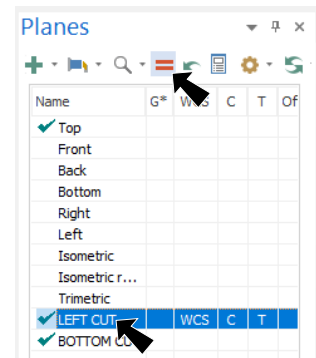 Planes
Name G* WCS C T Of
Top
Front
Back
Bottom
Right
Left
Isometric
Isometric r...
Trimetric
LEFT CUT WCS C T
BOTTOM